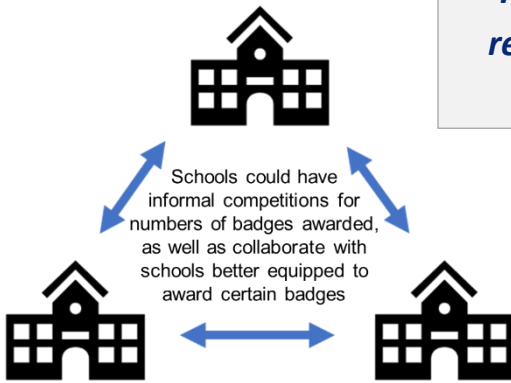 Schools could have
informal competitions for
numbers of badges awarded,
as well as collaborate with
schools better equipped to
award certain badges